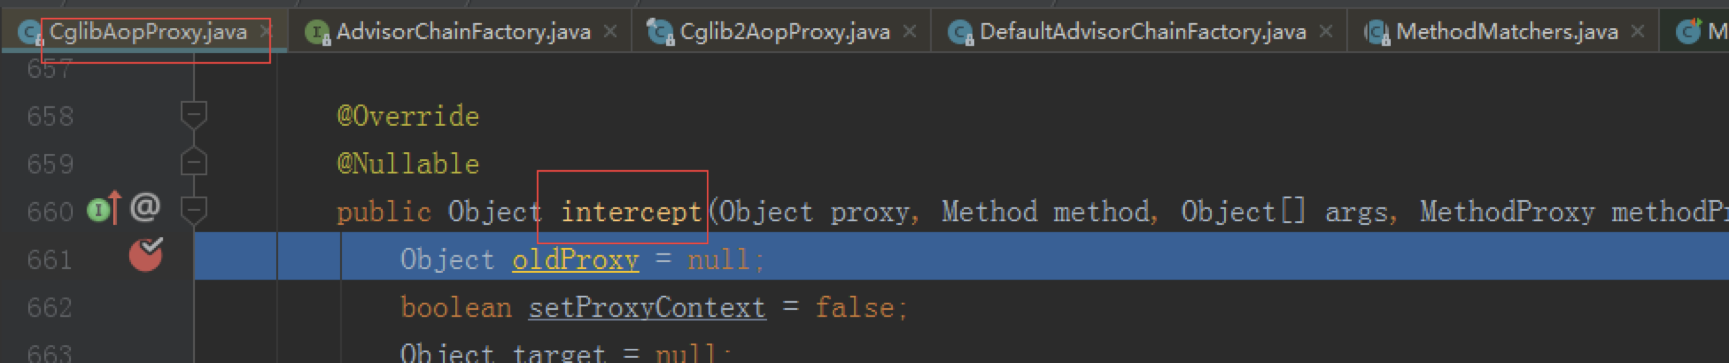 CglibAopProxy.java × AdvisorChainFactory.java × Cglib2AopProxy.java × DefaultAdvisorChainFactory.java × MethodMatchers.java × M
657
658 @Override
659 @Nullable
660 public Object intercept(Object proxy, Method method, Object[] args, MethodProxy methodP
661 Object oldProxy = null;
662 boolean setProxyContext = false;
663 Object target = null;